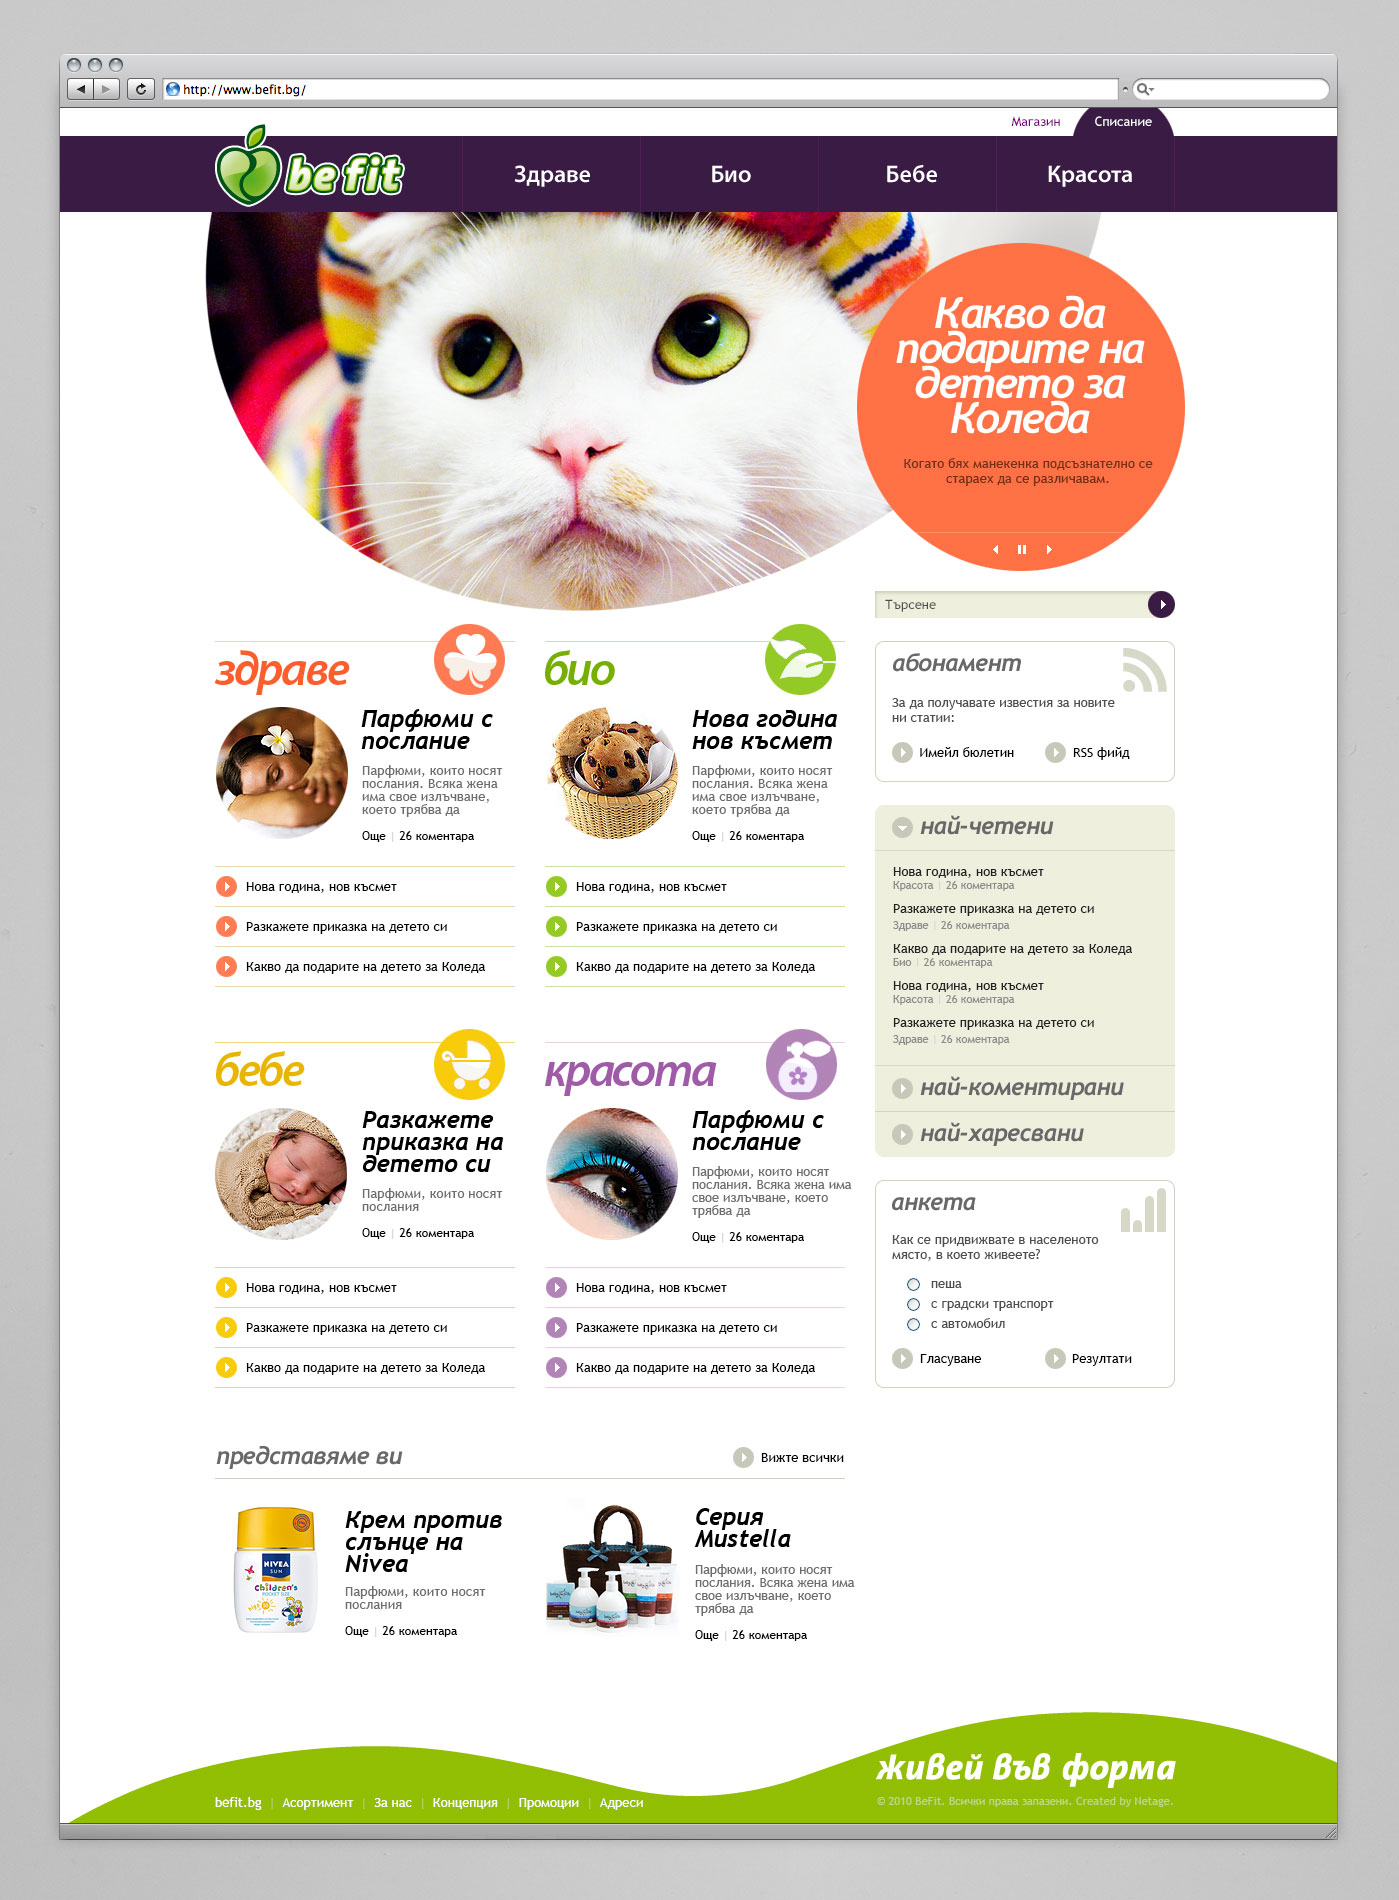 http://www.befit.bg/
Магазин
Списание
be fit
Здраве
Био
Бебе
Красота
Какво да
подарите на
детето за
Коледа
Когато бях манекенка подсъзнателно се
стараех да се различавам.
Търсене
здраве
Парфюми с
послание
Парфюми, които носят
послания. Всяка жена
има свое излъчване,
което трябва да
Още | 26 коментара
Нова година, нов късмет
Разкажете приказка на детето си
Какво да подарите на детето за Коледа
био
Нова година
нов късмет
Парфюми, които носят
послания. Всяка жена
има свое излъчване,
което трябва да
Още | 26 коментара
Нова година, нов късмет
Разкажете приказка на детето си
Какво да подарите на детето за Коледа
абонамент
За да получавате известия за новите
ни статии:
Имейл бюлетин
RSS фийд
най-четени
Нова година, нов късмет
Красота | 26 коментара
Разкажете приказка на детето си
Здраве | 26 коментара
Какво да подарите на детето за Коледа
Био | 26 коментара
Нова година, нов късмет
Красота | 26 коментара
Разкажете приказка на детето си
Здраве | 26 коментара
най-коментирани
най-харесвани
бебе
Разкажете
приказка на
детето си
Парфюми, които носят
послания
Още | 26 коментара
Нова година, нов късмет
Разкажете приказка на детето си
Какво да подарите на детето за Коледа
красота
Парфюми с
послание
Парфюми, които носят
послания. Всяка жена има
свое излъчване, което
трябва да
Още | 26 коментара
Нова година, нов късмет
Разкажете приказка на детето си
Какво да подарите на детето за Коледа
анкета
Как се придвижвате в населеното
място, в което живеете?
пеша
с градски транспорт
с автомобил
Гласуване
Резултати
представяме ви
Вижте всички
NIVEA
SUN
Children's
POCKET SIZE
Крем против
слънце на
Nivea
Парфюми, които носят
послания
Още | 26 коментара
Серия
Mustella
Парфюми, които носят
послания. Всяка жена има
свое излъчване, което
трябва да
Още | 26 коментара
живей във форма
befit.bg | Асортимент | За нас | Концепция | Промоции | Адреси
© 2010 BeFit. Всички права запазени. Created by Netage.